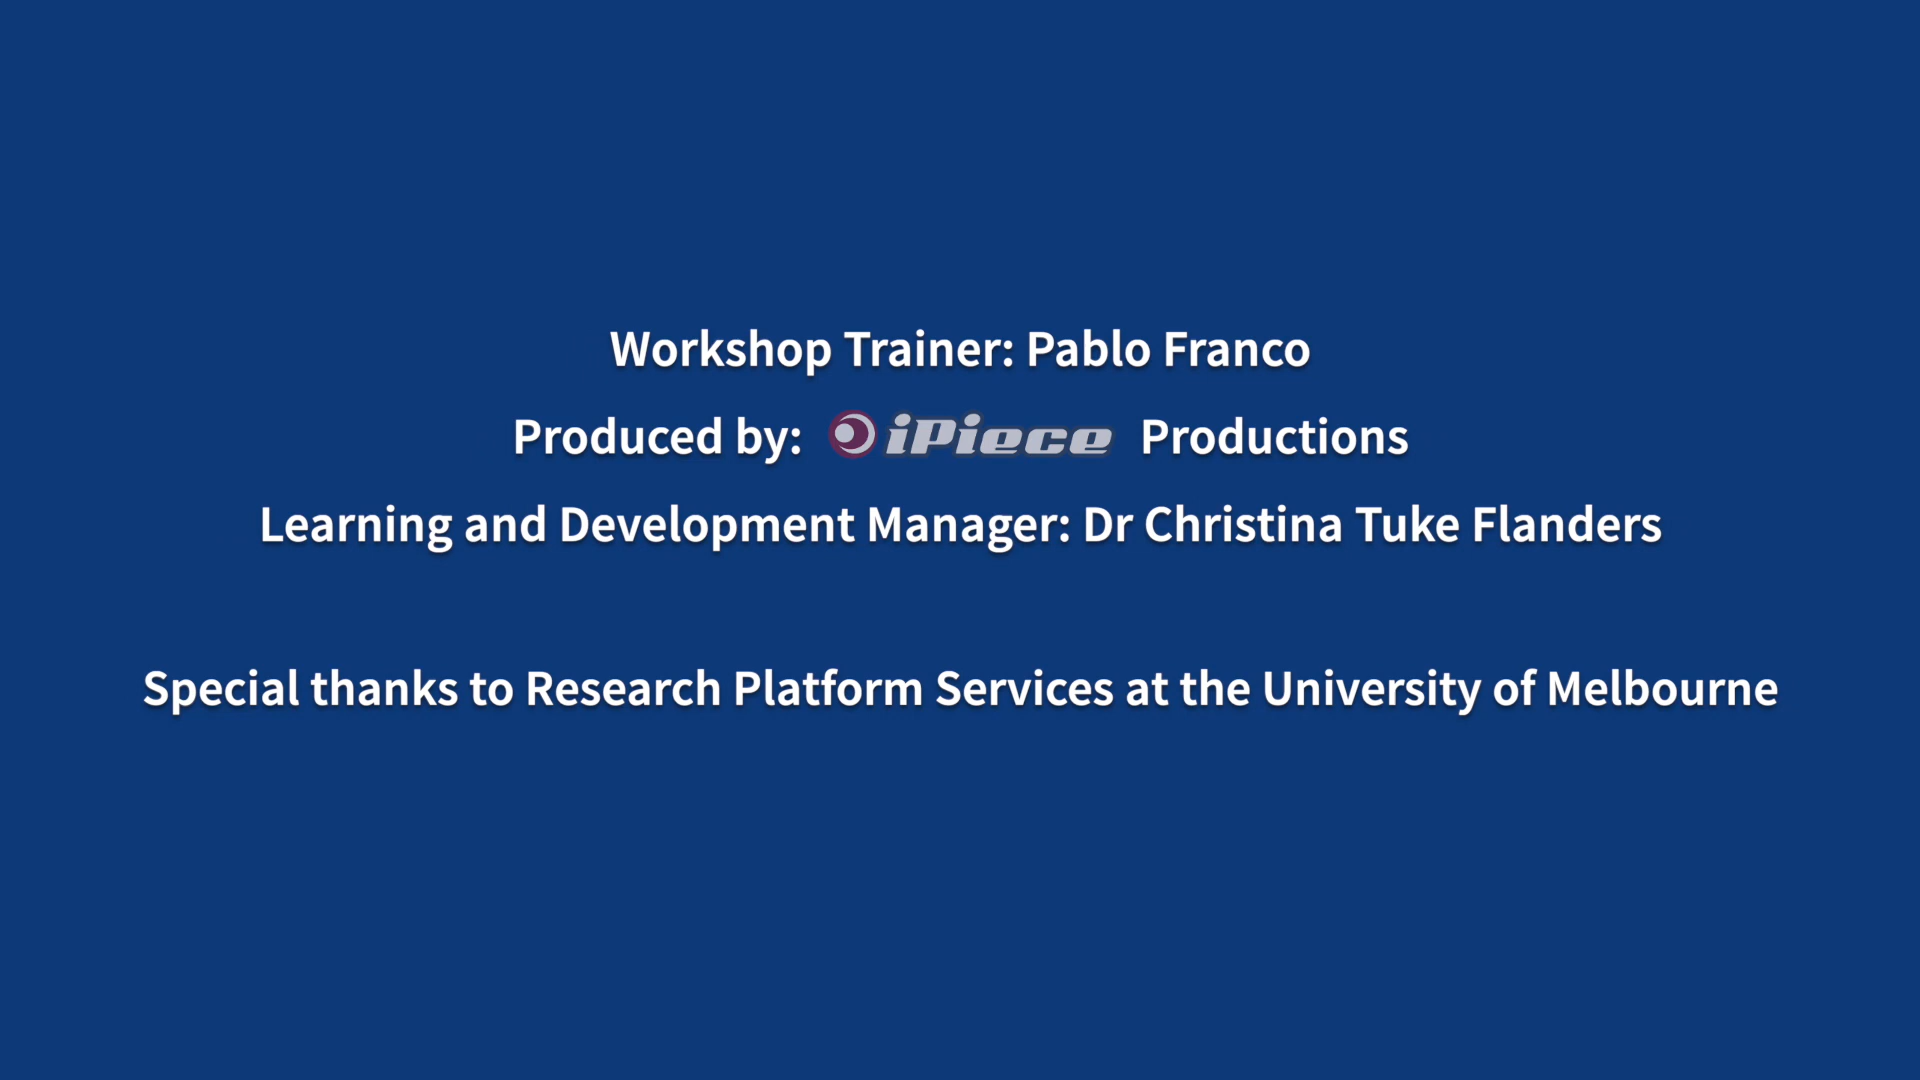 Workshop Trainer: Pablo Franco
Produced by: iPiece Productions
Learning and Development Manager: Dr Christina Tuke Flanders
Special thanks to Research Platform Services at the University of Melbourne